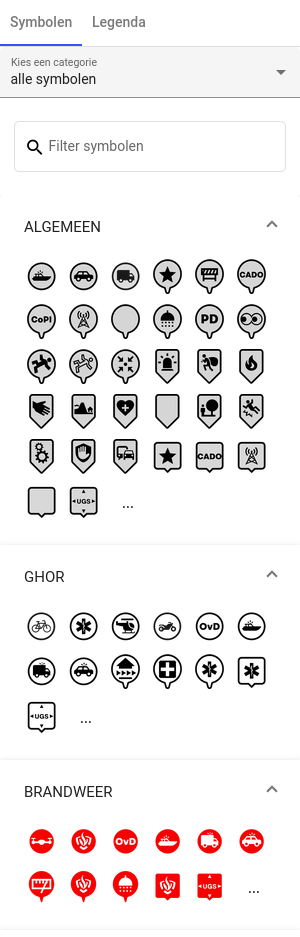 Symbolen Legenda
Kies een categorie
alle symbolen
Filter symbolen
ALGEMEEN
CADO
CoPI PD
CADO
UGS ...
GHOR
OvD
UGS ...
BRANDWEER
OvD
UGS ...